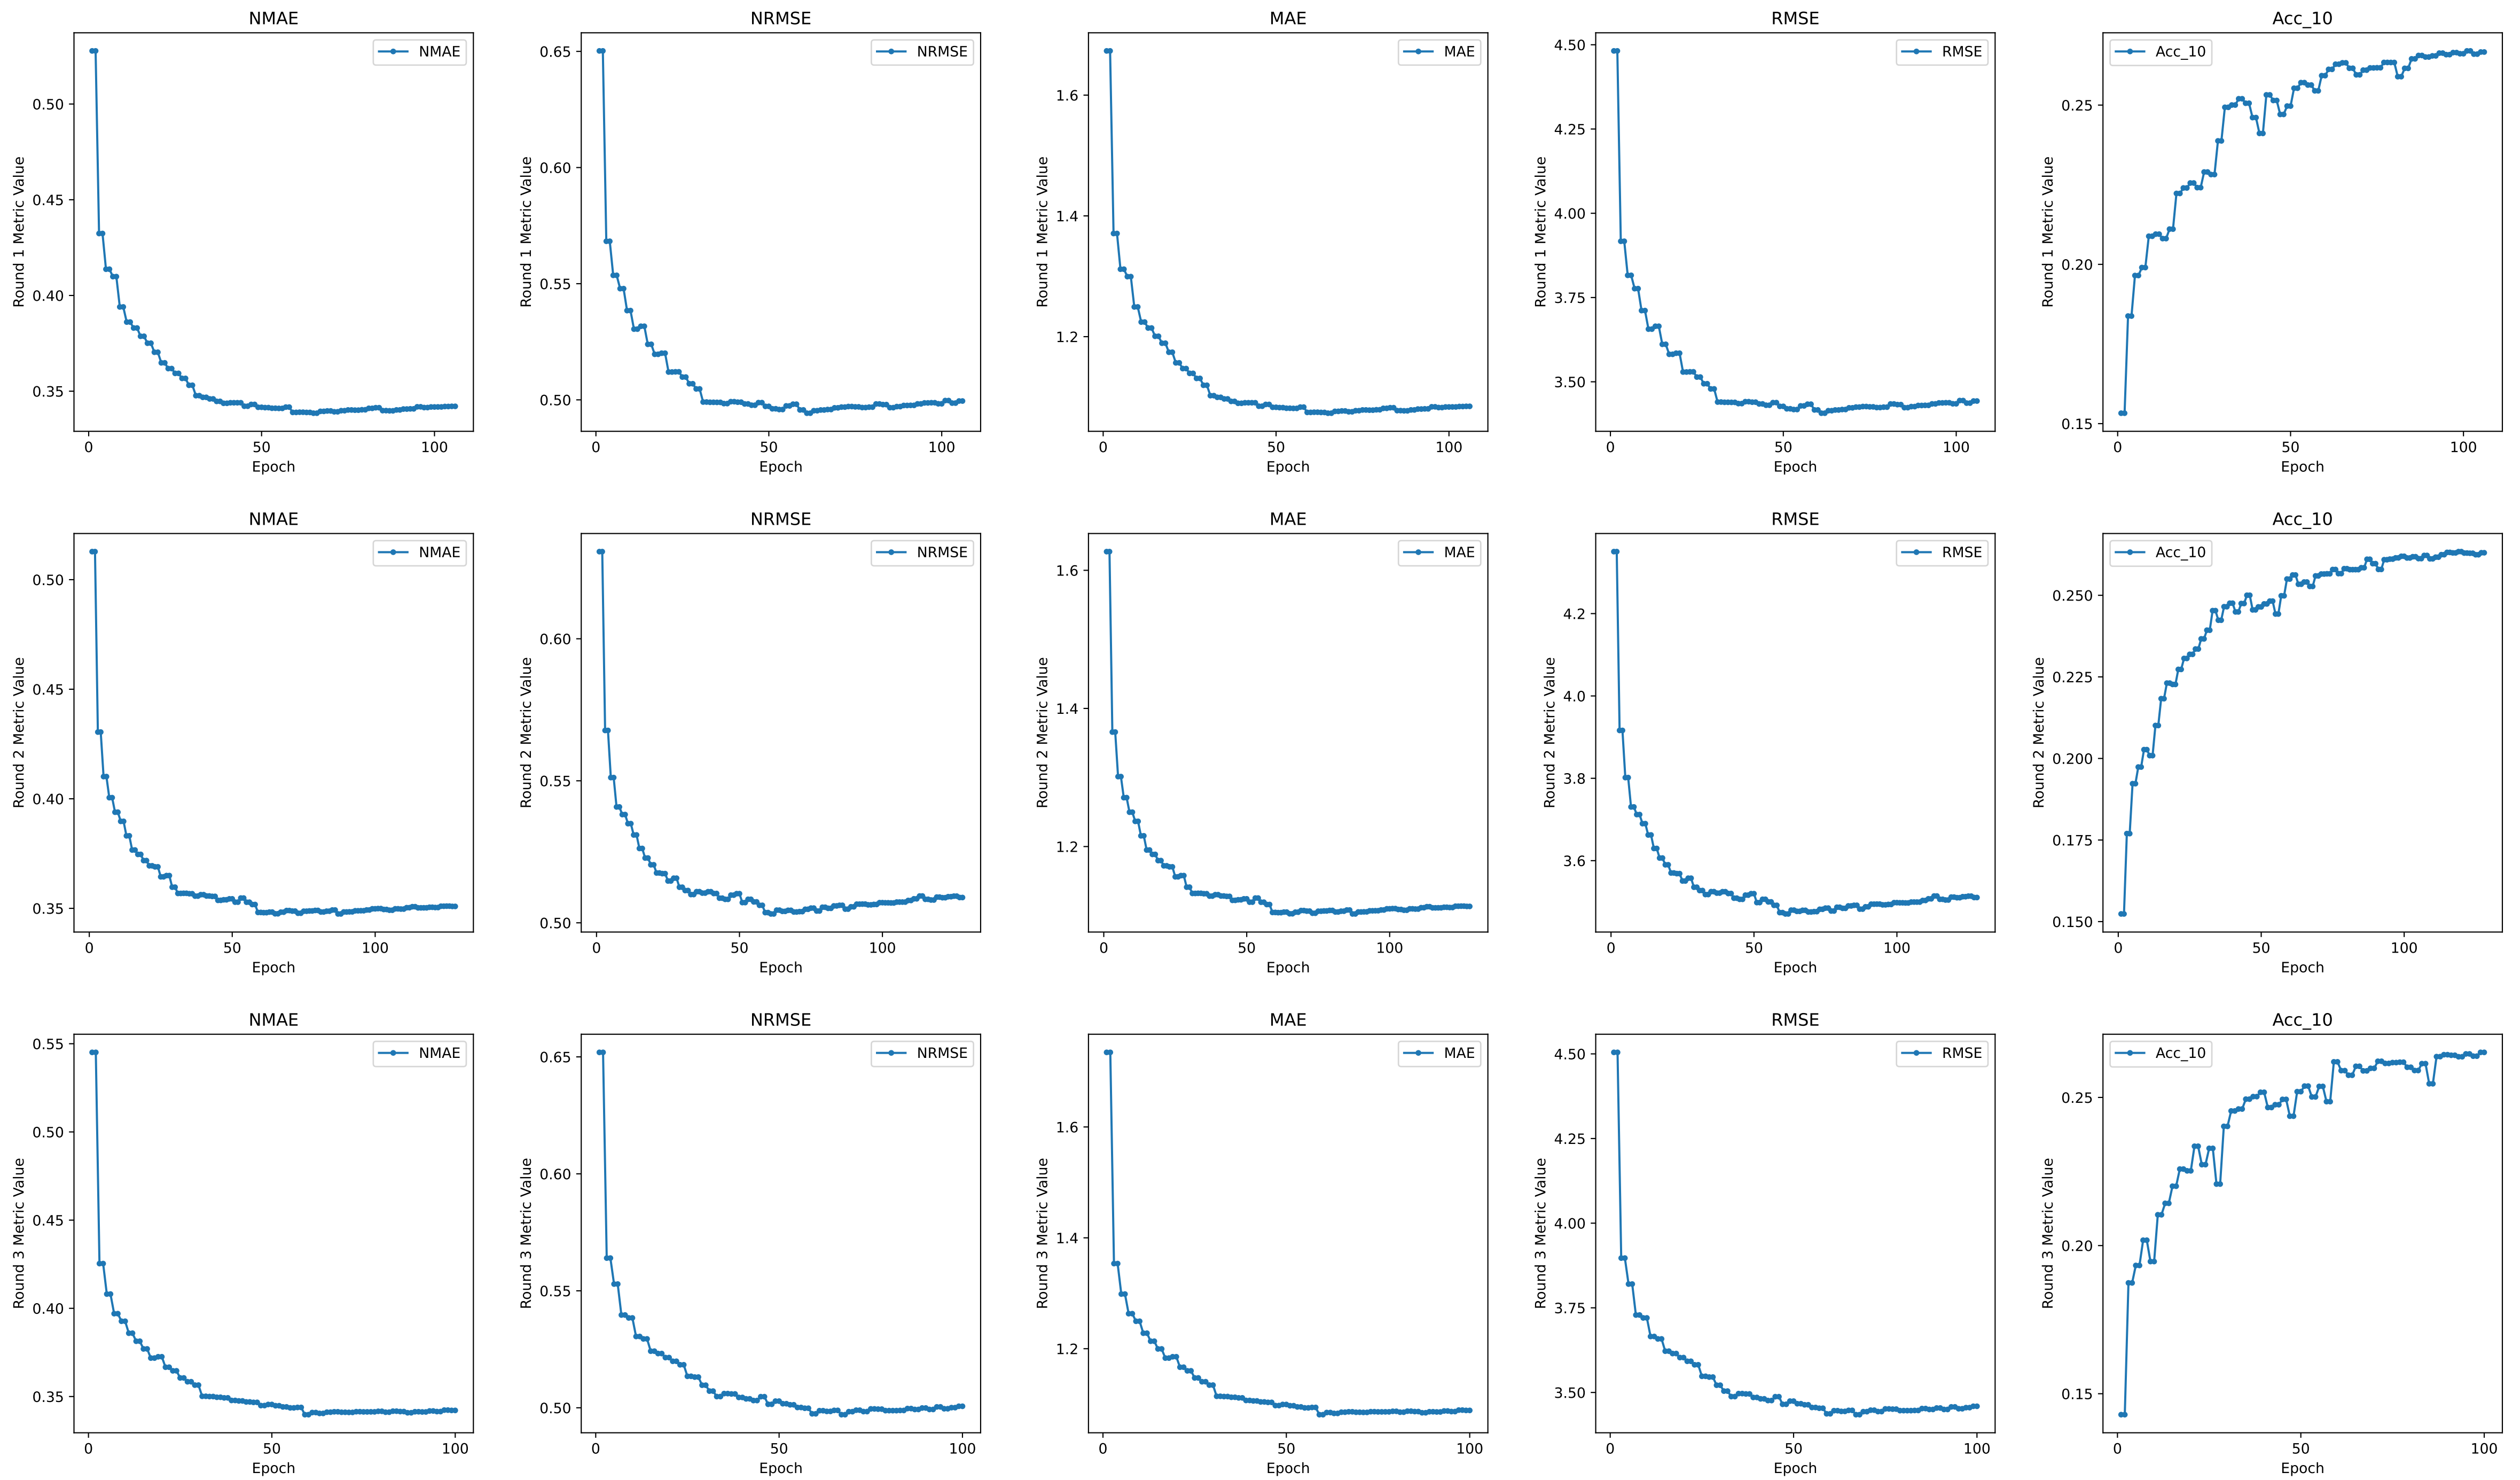 NMAE
NMAE
Round 1 Metric Value
0.50
0.45
0.40
0.35
0
50
100
Epoch
NRMSE
NRMSE
Round 1 Metric Value
0.65
0.60
0.55
0.50
0
50
100
Epoch
MAE
MAE
Round 1 Metric Value
1.6
1.4
1.2
0
50
100
Epoch
RMSE
RMSE
Round 1 Metric Value
4.50
4.25
4.00
3.75
3.50
0
50
100
Epoch
Acc_10
Acc_10
Round 1 Metric Value
0.25
0.20
0.15
0
50
100
Epoch
NMAE
NMAE
Round 2 Metric Value
0.50
0.45
0.40
0.35
0
50
100
Epoch
NRMSE
NRMSE
Round 2 Metric Value
0.60
0.55
0.50
0
50
100
Epoch
MAE
MAE
Round 2 Metric Value
1.6
1.4
1.2
0
50
100
Epoch
RMSE
RMSE
Round 2 Metric Value
4.2
4.0
3.8
3.6
0
50
100
Epoch
Acc_10
Acc_10
Round 2 Metric Value
0.250
0.225
0.200
0.175
0.150
0
50
100
Epoch
NMAE
NMAE
Round 3 Metric Value
0.55
0.50
0.45
0.40
0.35
0
50
100
Epoch
NRMSE
NRMSE
Round 3 Metric Value
0.65
0.60
0.55
0.50
0
50
100
Epoch
MAE
MAE
Round 3 Metric Value
1.6
1.4
1.2
0
50
100
Epoch
RMSE
RMSE
Round 3 Metric Value
4.50
4.25
4.00
3.75
3.50
0
50
100
Epoch
Acc_10
Acc_10
Round 3 Metric Value
0.25
0.20
0.15
0
50
100
Epoch